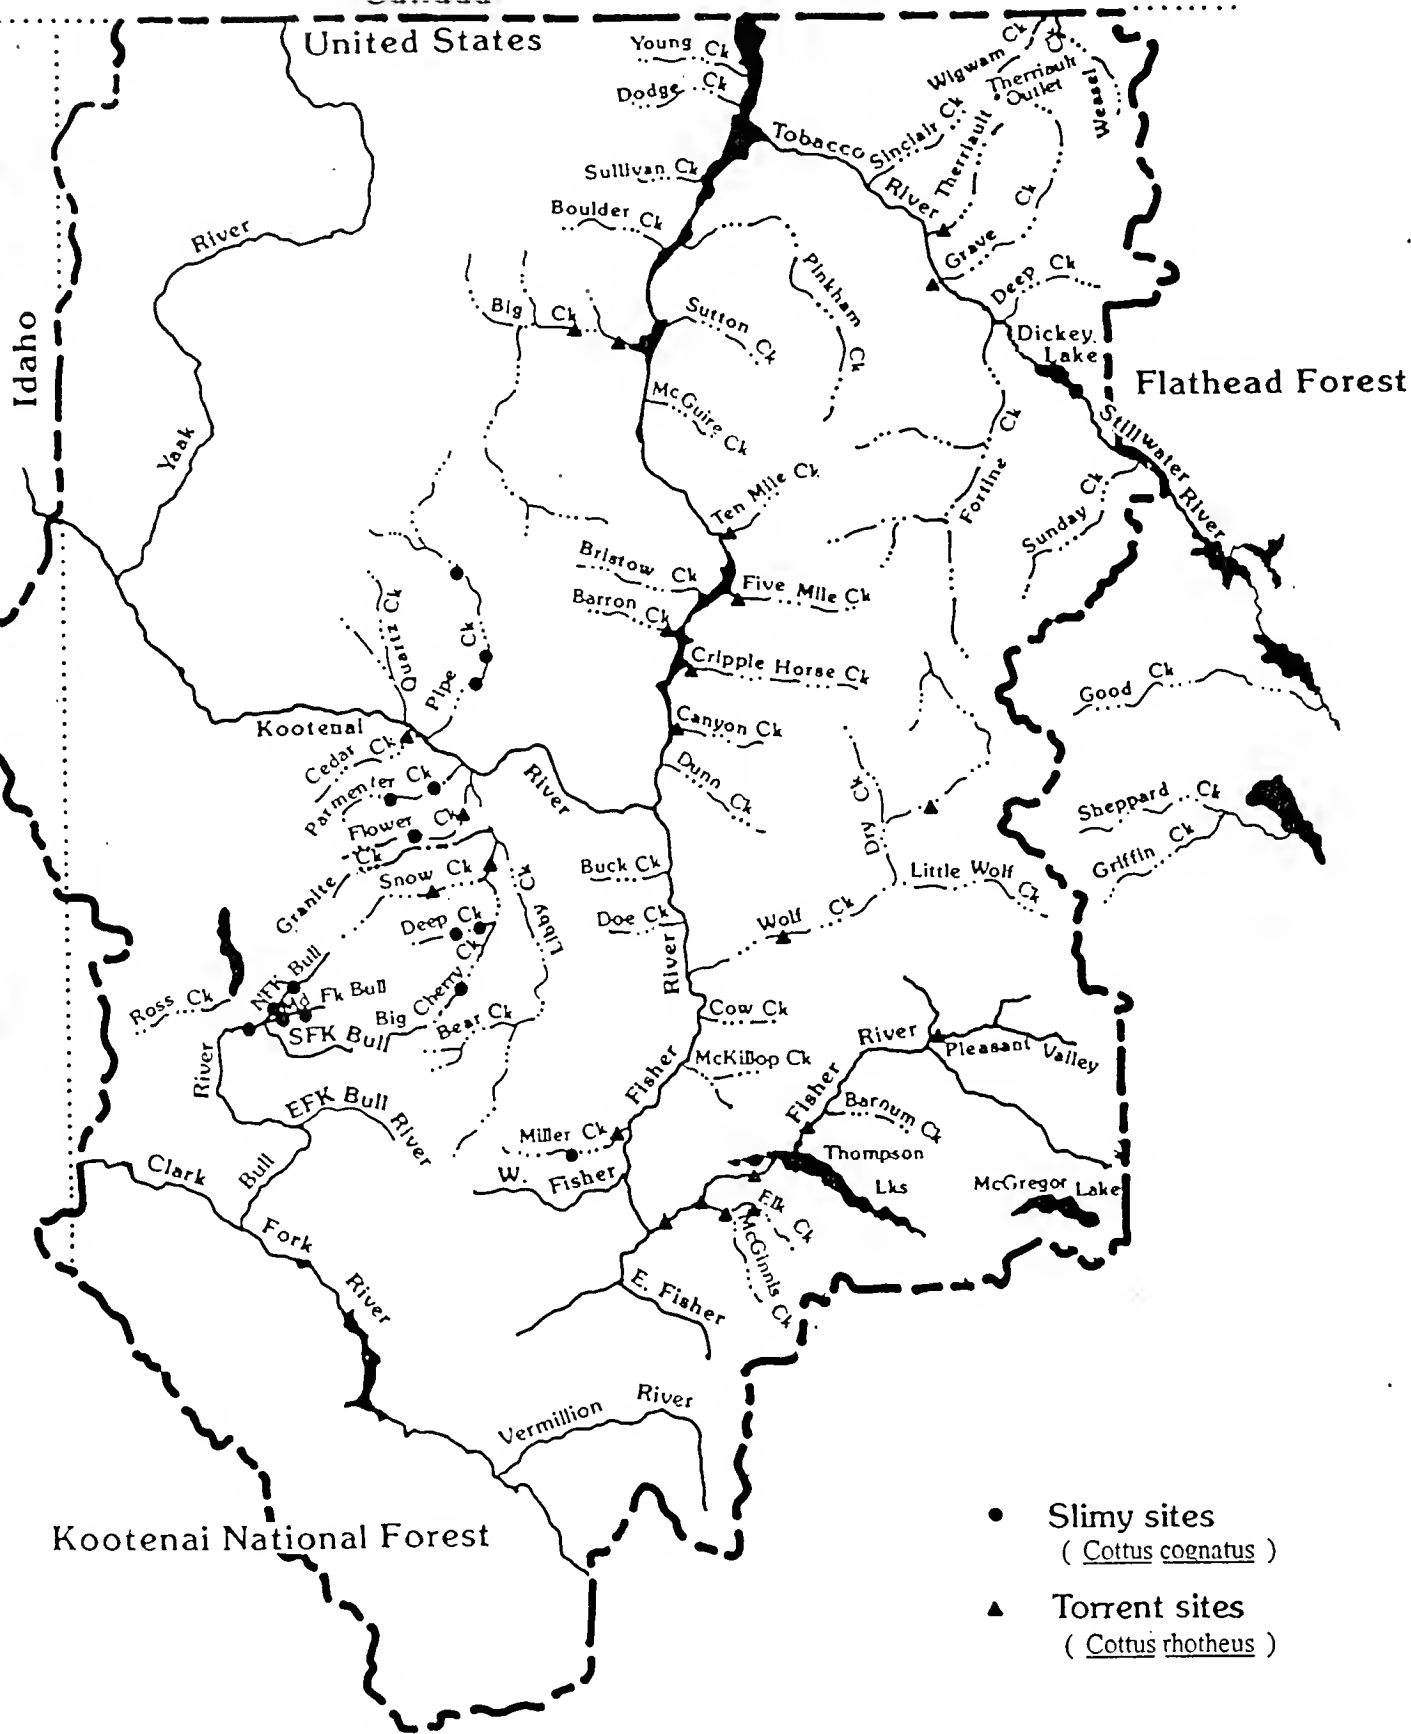 United States
Young Ck
Dodge Ck
Wigwam Ck
Ck
Therriault
Outlet
Weasel
Tobacco
River
Sinclair Ck
Therriault
Ck
Sullivan Ck
Boulder Ck
Grave
Deep Ck
River
Yaak
Idaho
Big Ck
Pinkham
Ck
Sutton
Ck
Dickey
Lake
Flathead Forest
McGuire
Ck
Stillwater
River
Fortine
Ck
Sunday Ck
Ten Mile Ck
Bristow Ck
Five Mile Ck
Barron Ck
Quartz Ck
Pipe Ck
Cripple Horse Ck
Good Ck
Kootenai
River
Canyon Ck
Cedar Ck
Parmenter Ck
Dunn Ck
Dry Ck
Sheppard Ck
Griffin Ck
Flower Ck
Granite
Ck
Snow Ck
Libby Ck
Buck Ck
Little Wolf
Ck
Deep Ck
Doe Ck
Wolf Ck
River
NFK Bull
Md Fk Bull
Ross Ck
SFK Bull
Big Cherry Ck
Bear Ck
Cow Ck
River
Pleasant Valley
River
EFK Bull
River
Fisher
McKillop Ck
Fisher
Barnum Ck
Miller Ck
Thompson
Lks
McGregor Lake
Clark
Fork
River
Bull
W. Fisher
Elk Ck
McGinnis
Ck
E. Fisher
Vermillion River
Kootenai National Forest
Slimy sites
( Cottus cognatus )
Torrent sites
( Cottus rhotheus )